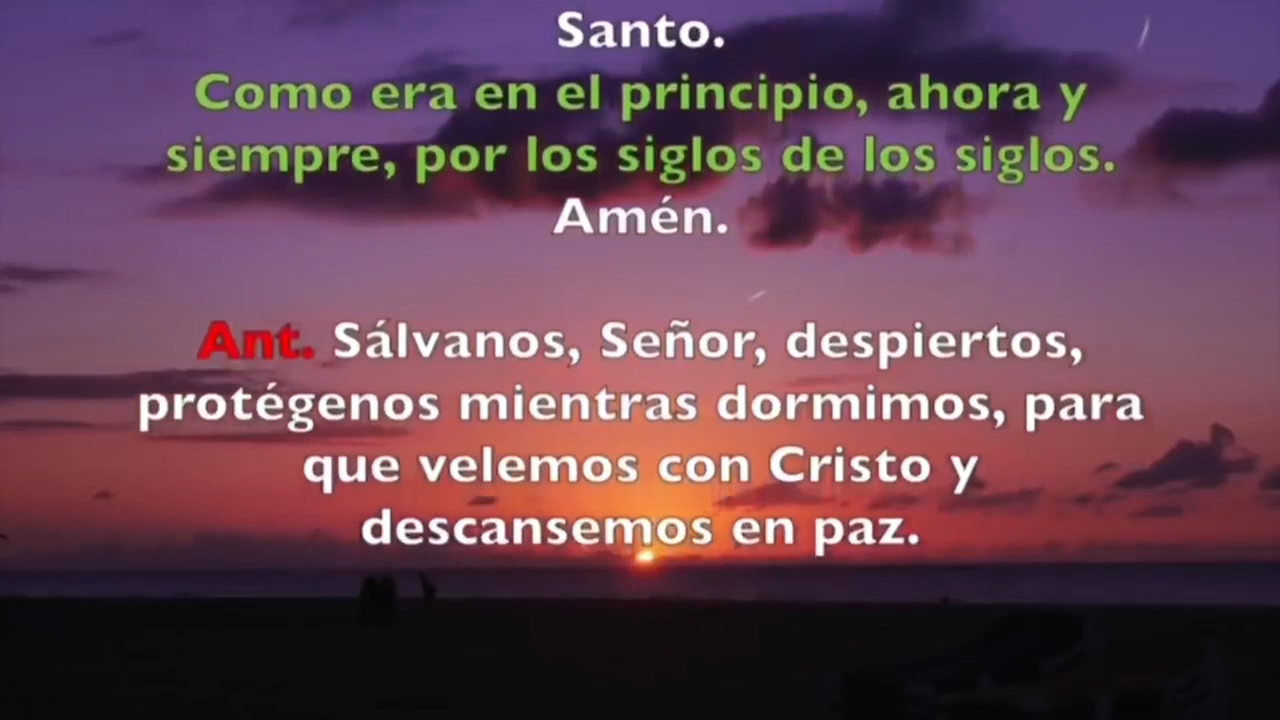 Santo.
Como era en el principio, ahora y
siempre, por los siglos de los siglos.
Amén.
Ant. Sálvanos, Señor, despiertos,
protégenos mientras dormimos, para
que velemos con Cristo y
descansemos en paz.